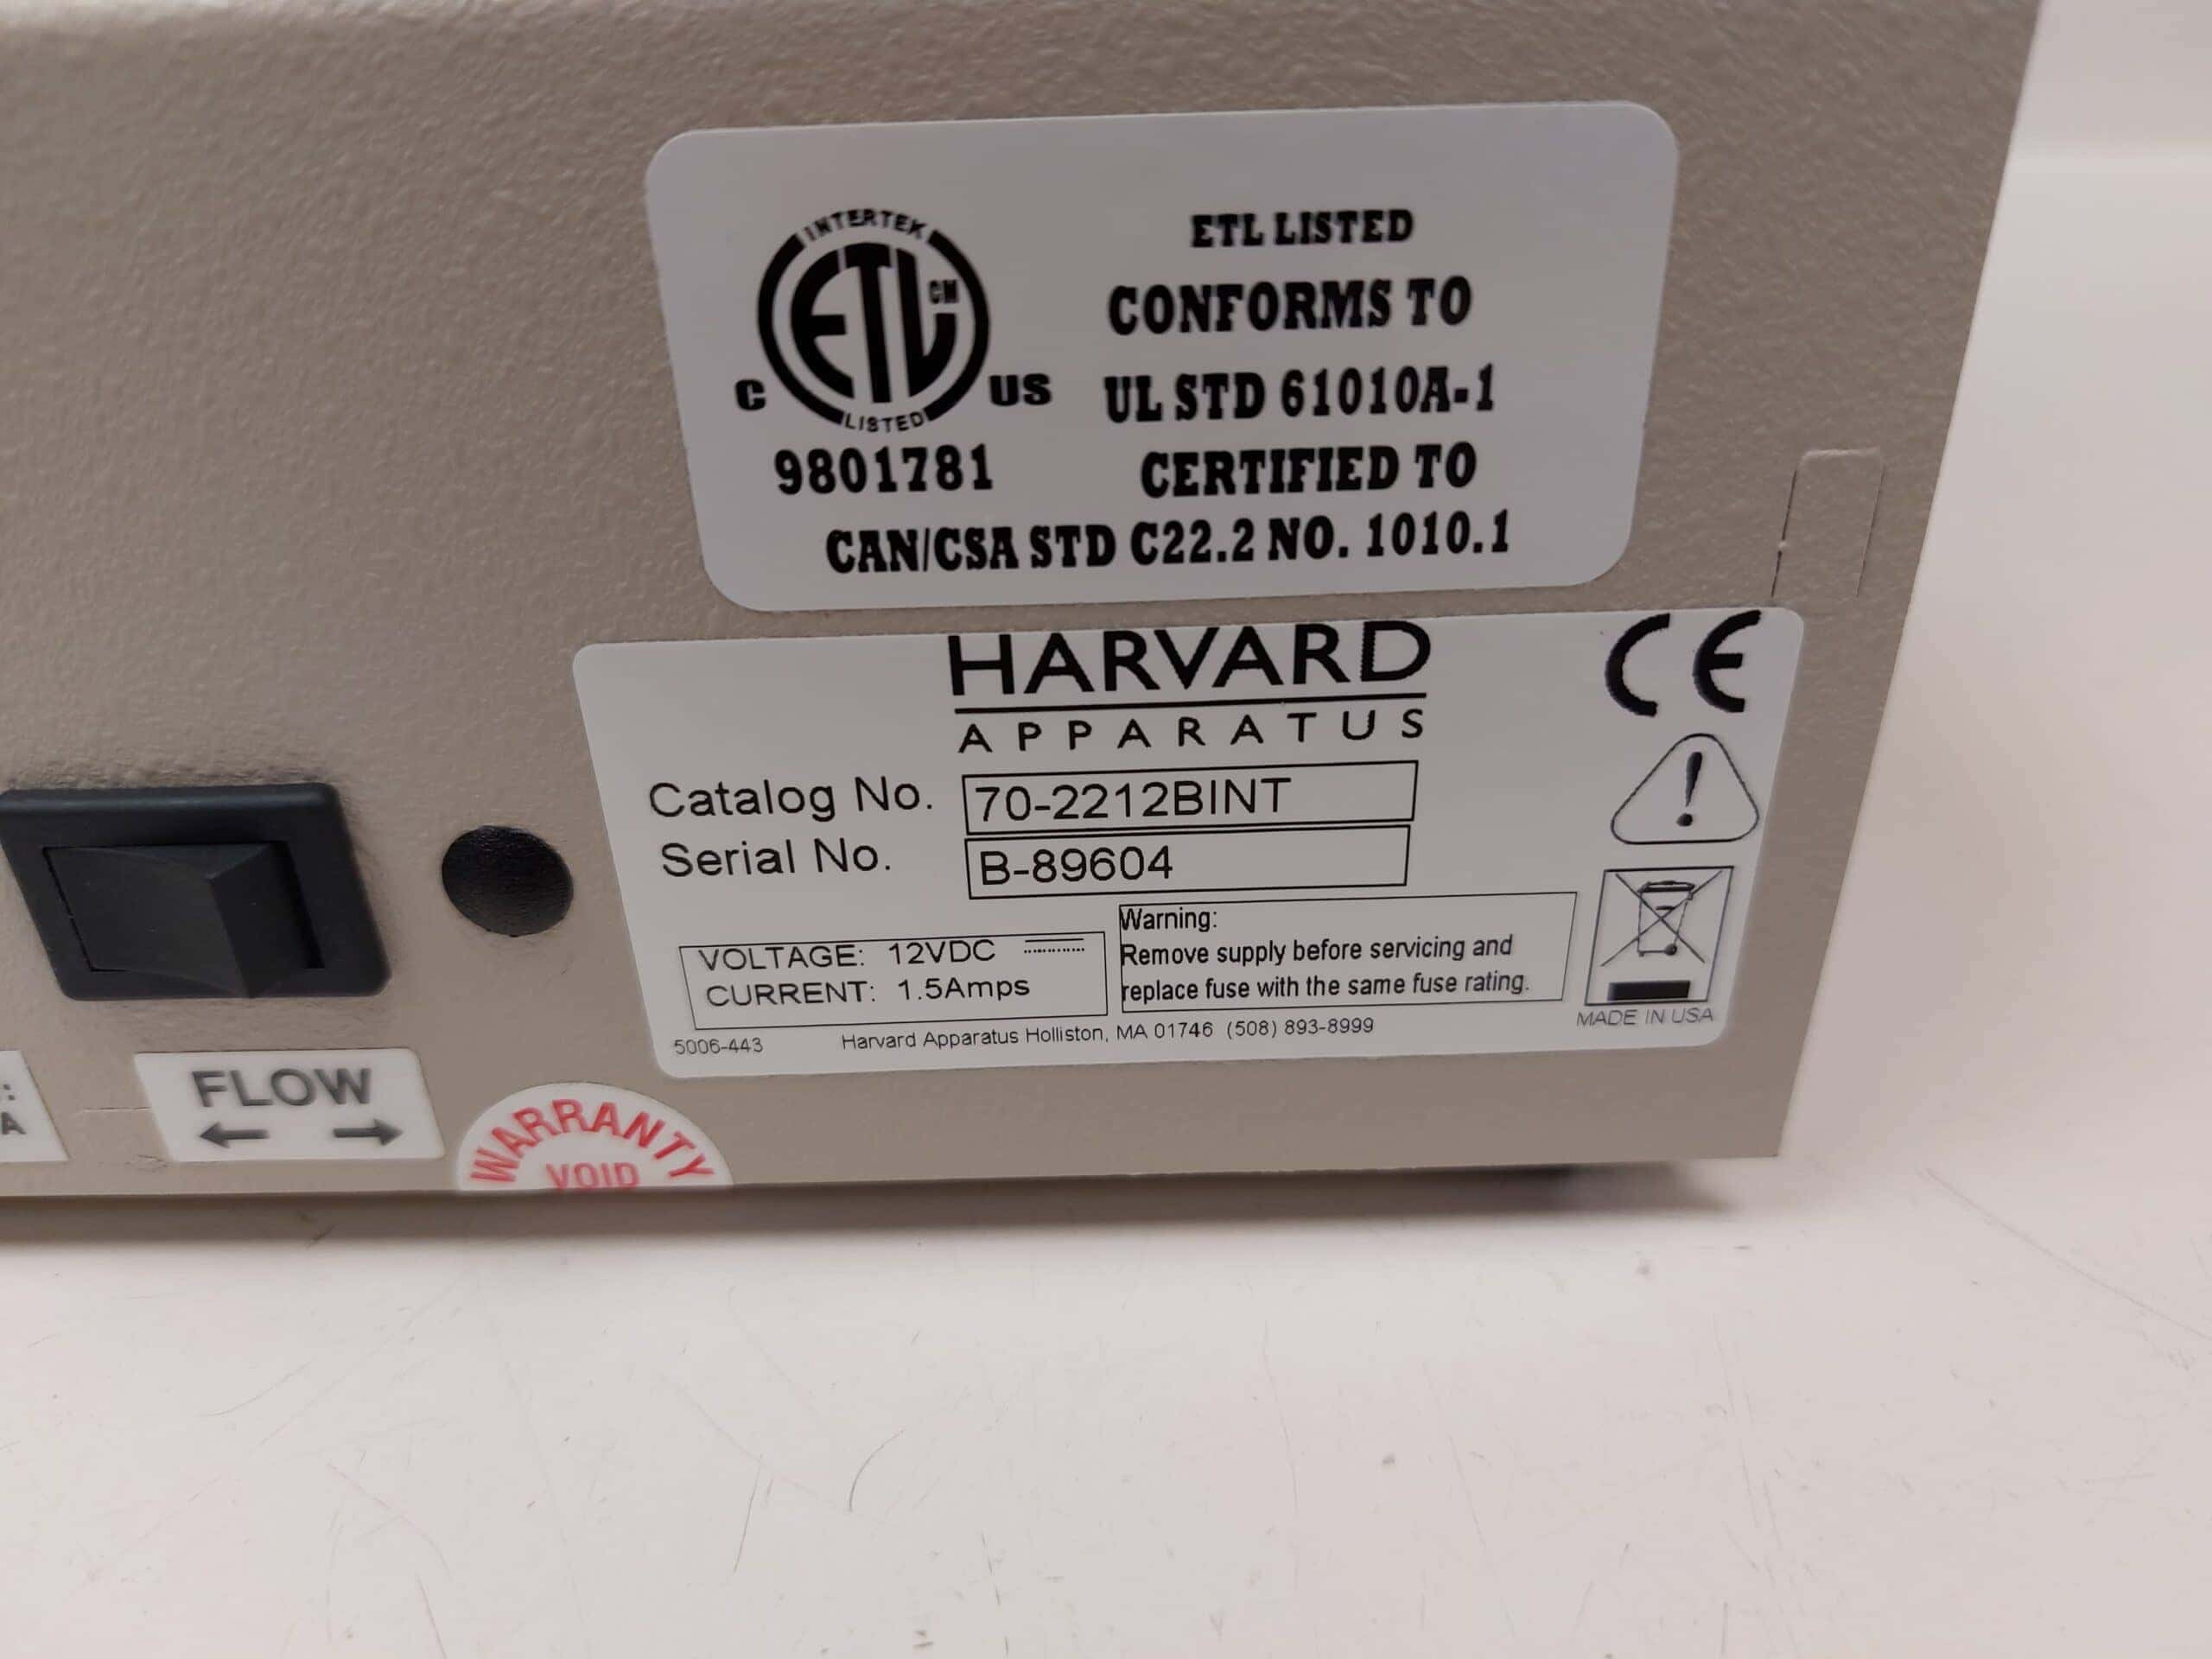 INTERTEK
ETL CM
LISTED
C US
9801781
ETL LISTED
CONFORMS TO
UL STD 61010A-1
CERTIFIED TO
CAN/CSA STD C22.2 NO. 1010.1
HARVARD
APPARATUS
CE
Catalog No. 70-2212BINT
Serial No. B-89604
!
VOLTAGE: 12VDC
CURRENT: 1.5Amps
Warning:
Remove supply before servicing and
replace fuse with the same fuse rating.
MADE IN USA
5006-443 Harvard Apparatus Holliston, MA 01746 (508) 893-8999
:
A
FLOW
← →
WARRANTY
VOID